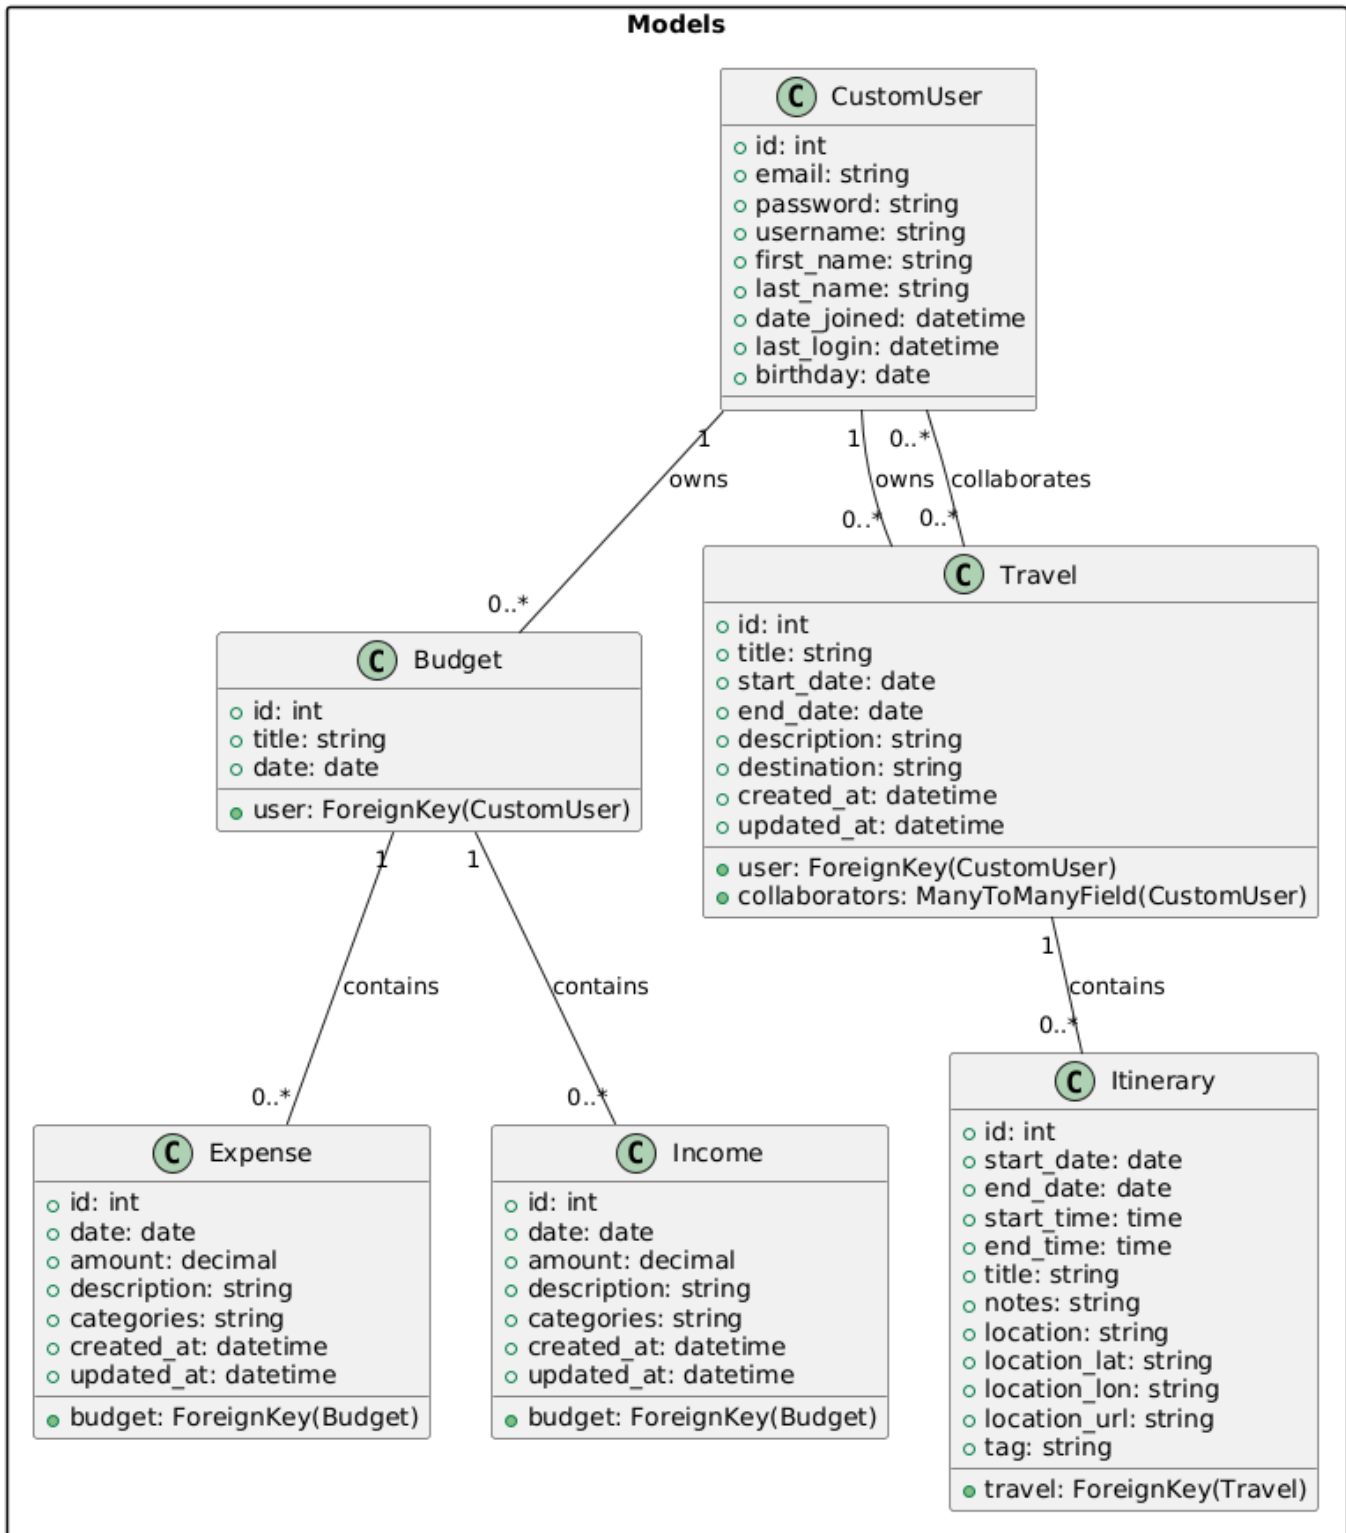 Models
C CustomUser
id: int
email: string
password: string
username: string
first_name: string
last_name: string
date_joined: datetime
last_login: datetime
birthday: date
1
1
0..*
owns
owns
collaborates
0..*
0..*
0..*
C Travel
id: int
title: string
start_date: date
end_date: date
description: string
destination: string
created_at: datetime
updated_at: datetime
user: ForeignKey(CustomUser)
collaborators: ManyToManyField(CustomUser)
C Budget
id: int
title: string
date: date
user: ForeignKey(CustomUser)
1
1
1
contains
contains
contains
0..*
0..*
0..*
C Expense
id: int
date: date
amount: decimal
description: string
categories: string
created_at: datetime
updated_at: datetime
budget: ForeignKey(Budget)
C Income
id: int
date: date
amount: decimal
description: string
categories: string
created_at: datetime
updated_at: datetime
budget: ForeignKey(Budget)
C Itinerary
id: int
start_date: date
end_date: date
start_time: time
end_time: time
title: string
notes: string
location: string
location_lat: string
location_lon: string
location_url: string
tag: string
travel: ForeignKey(Travel)